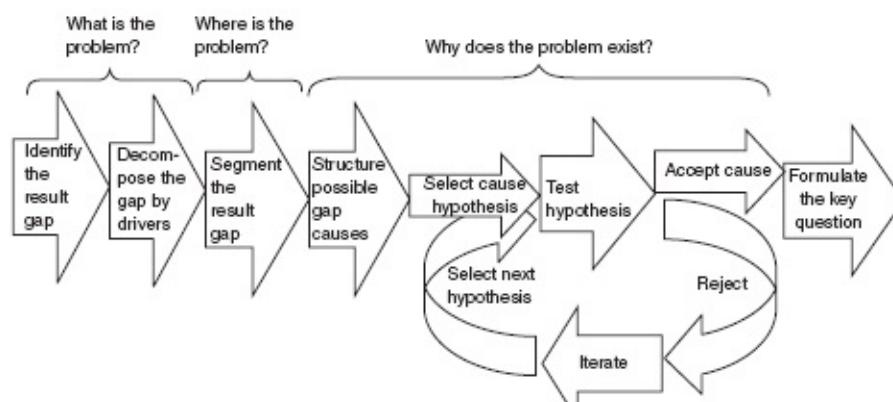 What is the
problem?
Where is the
problem?
Why does the problem exist?
Identify
the
result
gap
Decom-
pose the
gap by
drivers
Segment
the
result
gap
Structure
possible
gap
causes
Select cause
hypothesis
Test
hypothesis
Accept cause
Formulate
the key
question
Select next
hypothesis
Reject
Iterate